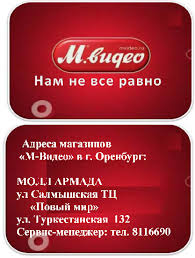 mvideo.ru
М.видео
Нам не все равно
Адреса магазинов
«М-Видео» в г. Оренбург:
МОЛЛ АРМАДА
ул Салмышская ТЦ
«Новый мир»
ул. Туркестанская 132
Сервис-менеджер: тел. 8116690